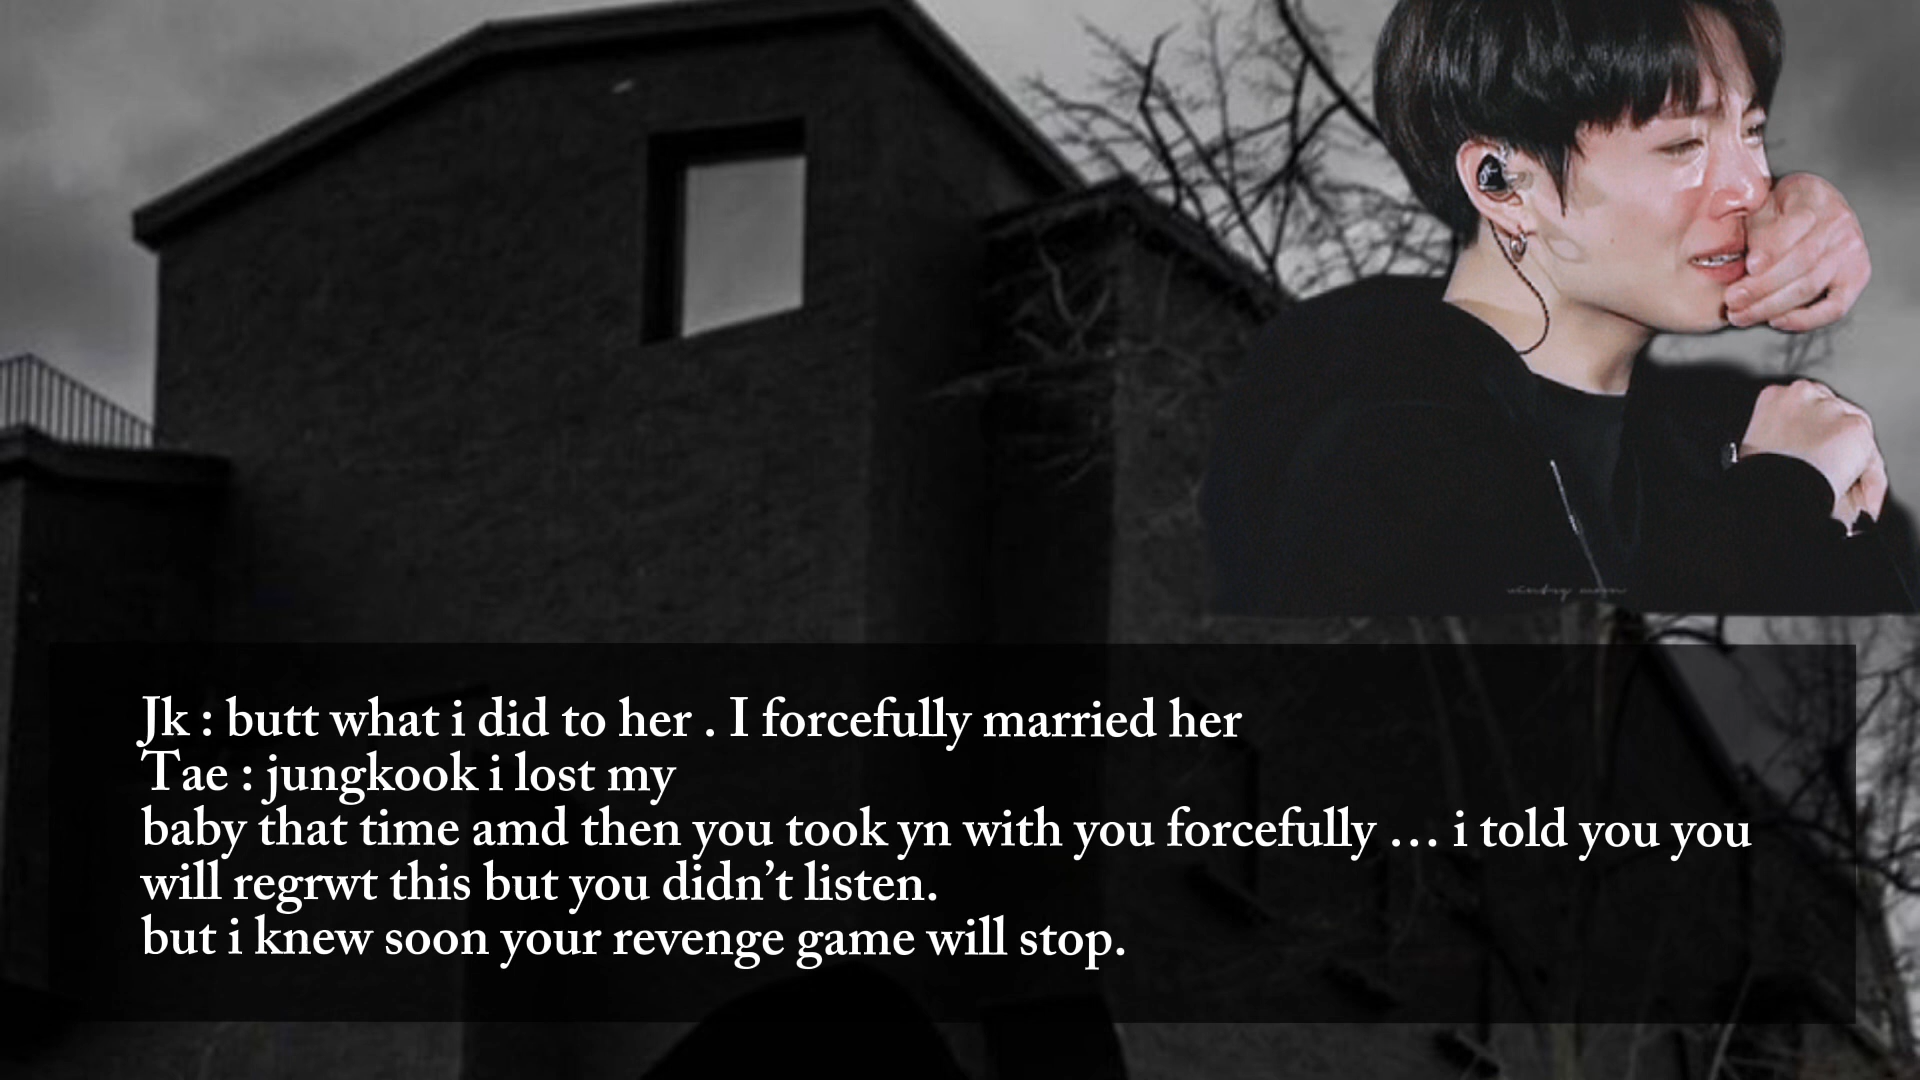 Jk : butt what i did to her . I forcefully married her
Tae : jungkook i lost my
baby that time amd then you took yn with you forcefully … i told you you
will regrwt this but you didn’t listen.
but i knew soon your revenge game will stop.